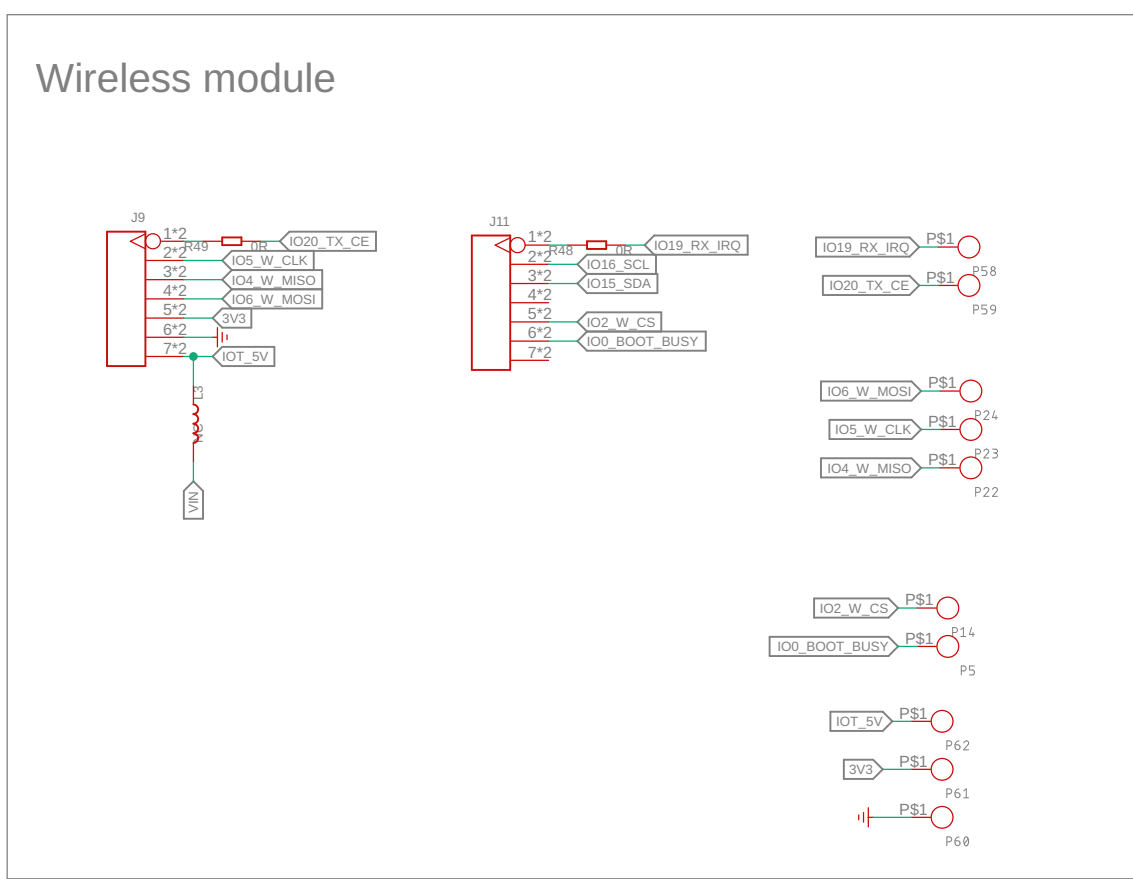 Wireless module
J9
1*2
R49
0R
IO20_TX_CE
2*2
IO5_W_CLK
3*2
IO4_W_MISO
4*2
IO6_W_MOSI
5*2
3V3
6*2
7*2
IOT_5V
L3
NC
VIN
J11
1*2
R48
0R
IO19_RX_IRQ
2*2
IO16_SCL
3*2
IO15_SDA
4*2
5*2
IO2_W_CS
6*2
IO0_BOOT_BUSY
7*2
IO19_RX_IRQ
P$1
P58
IO20_TX_CE
P$1
P59
IO6_W_MOSI
P$1
P24
IO5_W_CLK
P$1
P23
IO4_W_MISO
P$1
P22
IO2_W_CS
P$1
P14
IO0_BOOT_BUSY
P$1
P5
IOT_5V
P$1
P62
3V3
P$1
P61
P$1
P60